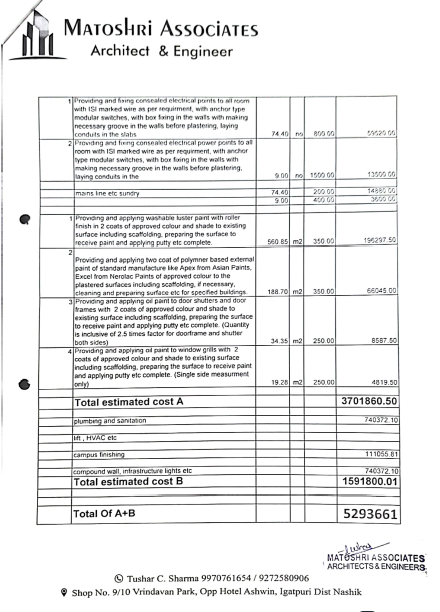 MATOSHRI ASSOCIATES
Architect & Engineer
1 Providing and fixing consealed electrical points to all room
with ISI marked wire as per requirment, with anchor type
modular switches, with box fixing in the walls with making
necessary groove in the walls before plastering, laying
conduits in the slabs 74.40 no 800.00 59520.00
2 Providing and fixing consealed electrical power points to all
room with ISI marked wire as per requirment, with anchor
type modular switches, with box fixing in the walls with
making necessary groove in the walls before plastering,
laying conduits in the 9.00 no 1500.00 13500.00
mains line etc sundry 74.40 200.00 14880.00
9.00 400.00 3600.00
1 Providing and applying washable luster paint with roller
finish in 2 coats of approved colour and shade to existing
surface including scaffolding, preparing the surface to
receive paint and applying putty etc complete. 560.85 m2 350.00 196297.50
2
Providing and applying two coat of polymner based external
paint of standard manufacture like Apex from Asian Paints,
Excel from Nerolac Paints of approved colour to the
plastered surfaces including scaffolding, if necessary,
cleaning and preparing surface etc for specified buildings. 188.70 m2 350.00 66045.00
3 Providing and applying oil paint to door shutters and door
frames with 2 coats of approved colour and shade to
existing surface including scaffolding, preparing the surface
to receive paint and applying putty etc complete. (Quantity
is inclusive of 2.5 times factor for doorframe and shutter
both sides) 34.35 m2 250.00 8587.50
4 Providing and applying oil paint to window grills with 2
coats of approved colour and shade to existing surface
including scaffolding, preparing the surface to receive paint
and applying putty etc complete. (Single side measurment
only) 19.28 m2 250.00 4819.50
Total estimated cost A 3701860.50
plumbing and sanitation 740372.10
lift , HVAC etc
campus finishing 111055.81
compound wall, infrastructure lights etc 740372.10
Total estimated cost B 1591800.01
Total Of A+B 5293661
MATOSHRI ASSOCIATES
ARCHITECTS & ENGINEERS
Tushar C. Sharma 9970761654 / 9272580906
Shop No. 9/10 Vrindavan Park, Opp Hotel Ashwin, Igatpuri Dist Nashik